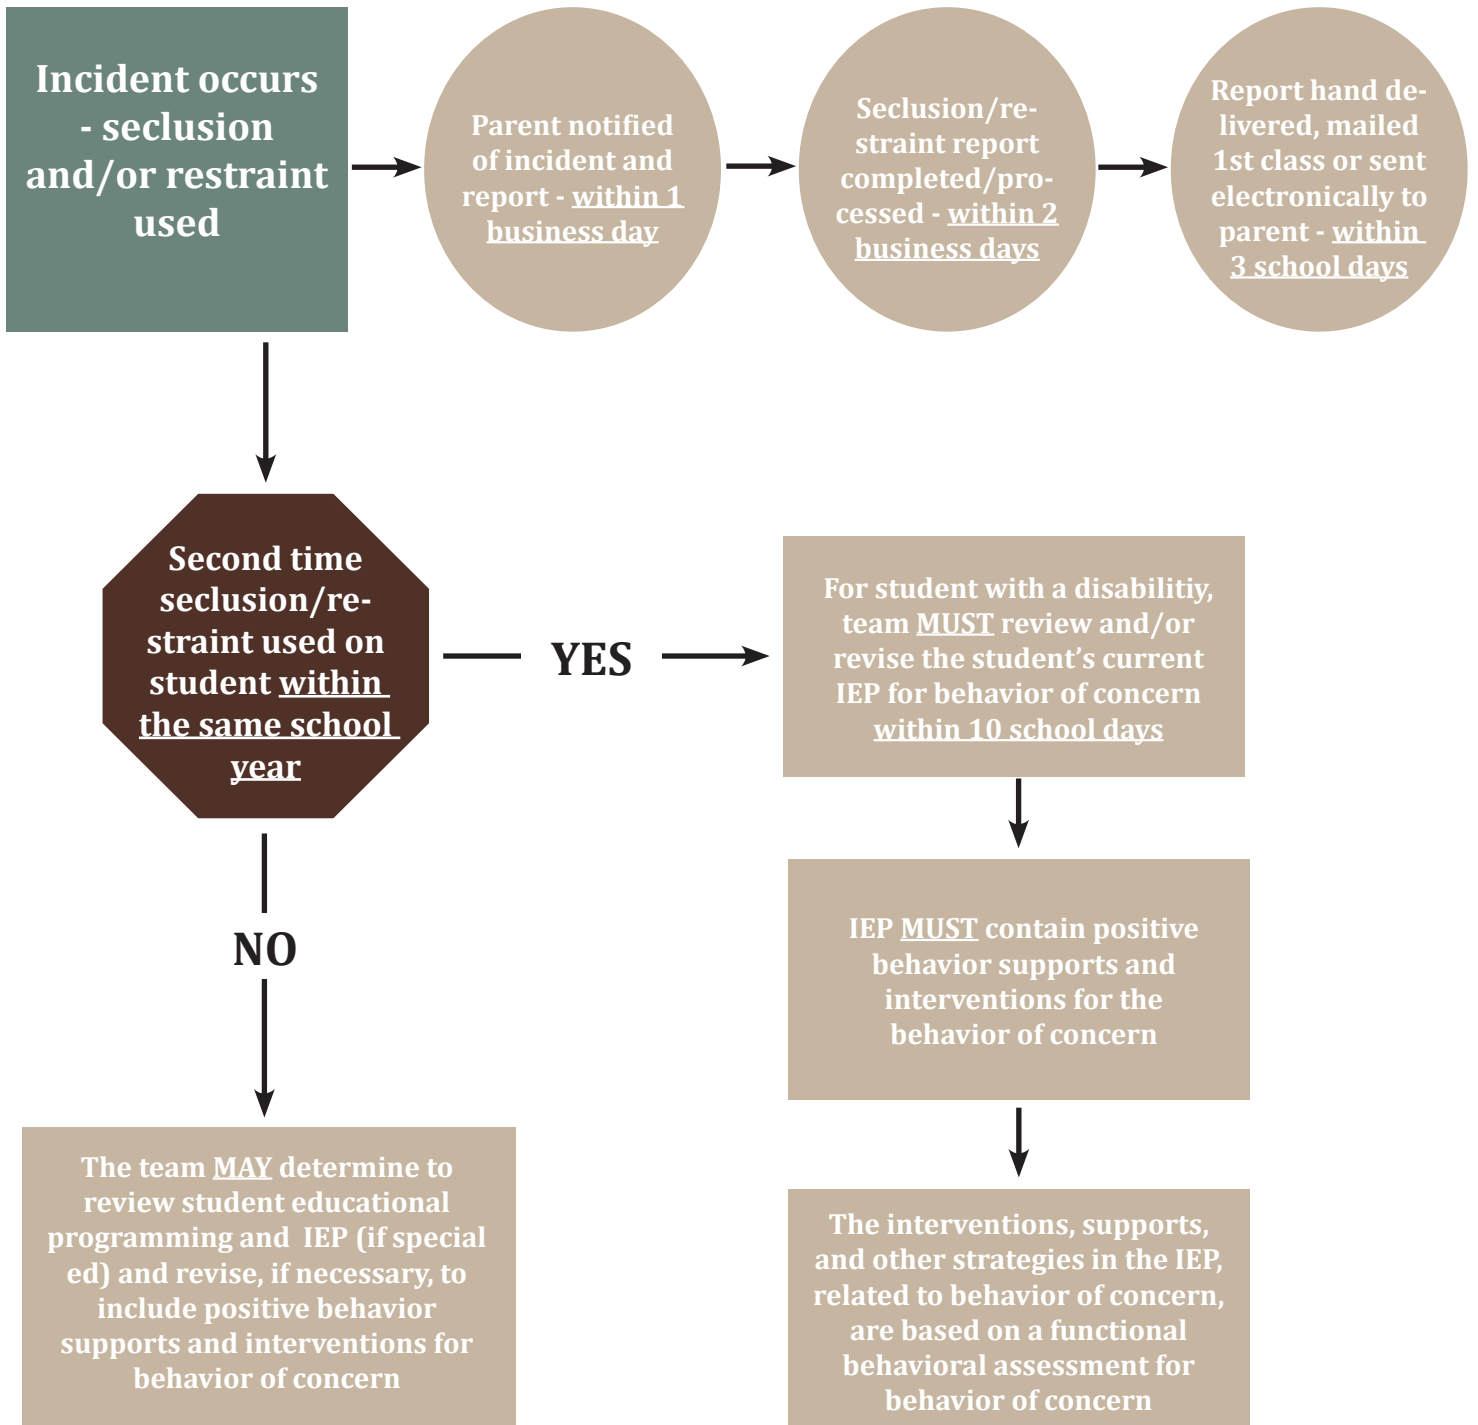 Incident occurs
- seclusion
and/or restraint
used
Parent notified
of incident and
report - within 1
business day
Seclusion/re-
straint report
completed/pro-
cessed - within 2
business days
Report hand de-
livered, mailed
1st class or sent
electronically to
parent - within
3 school days
Second time
seclusion/re-
straint used on
student within
the same school
year
YES
For student with a disabilitiy,
team MUST review and/or
revise the student’s current
IEP for behavior of concern
within 10 school days
IEP MUST contain positive
behavior supports and
interventions for the
behavior of concern
The interventions, supports,
and other strategies in the IEP,
related to behavior of concern,
are based on a functional
behavioral assessment for
behavior of concern
NO
The team MAY determine to
review student educational
programming and IEP (if special
ed) and revise, if necessary, to
include positive behavior
supports and interventions for
behavior of concern